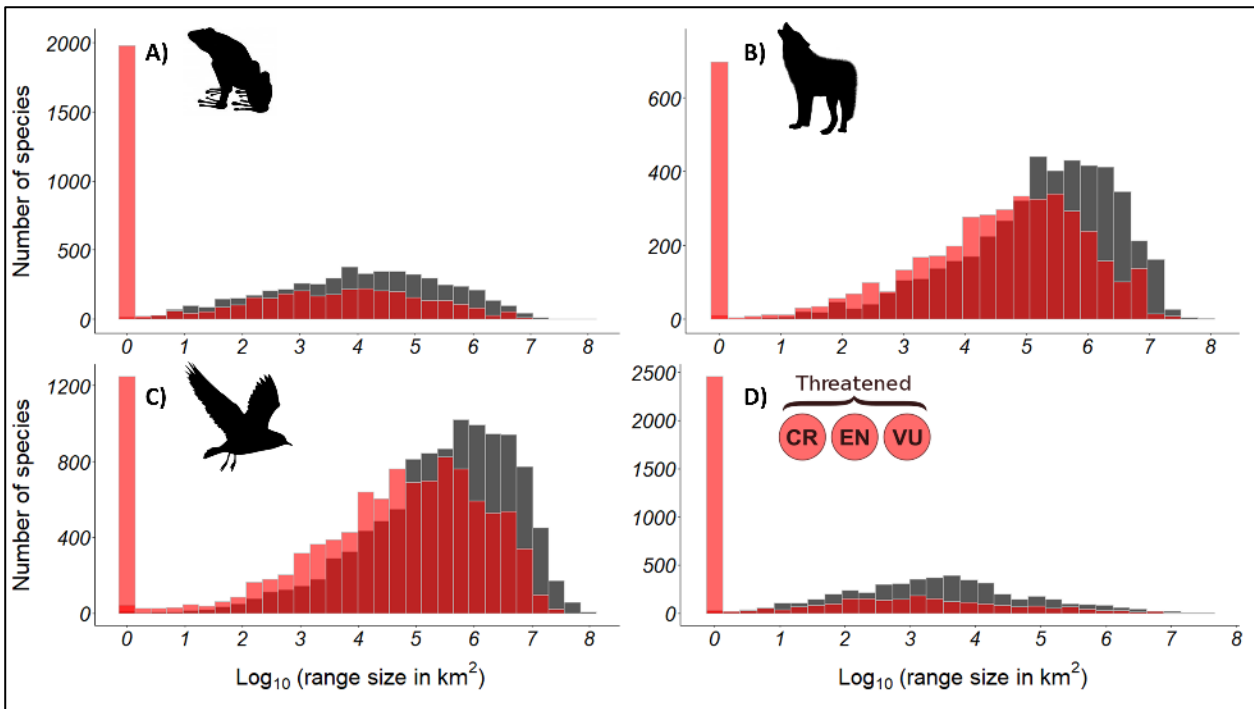 A)
Number of species
2000
1500
1000
500
0
0 1 2 3 4 5 6 7 8
B)
600
400
200
0
0 1 2 3 4 5 6 7 8
C)
Number of species
1200
800
400
0
0 1 2 3 4 5 6 7 8
Log10 (range size in km2)
D)
Threatened
CR EN VU
2500
2000
1500
1000
500
0
0 1 2 3 4 5 6 7 8
Log10 (range size in km2)